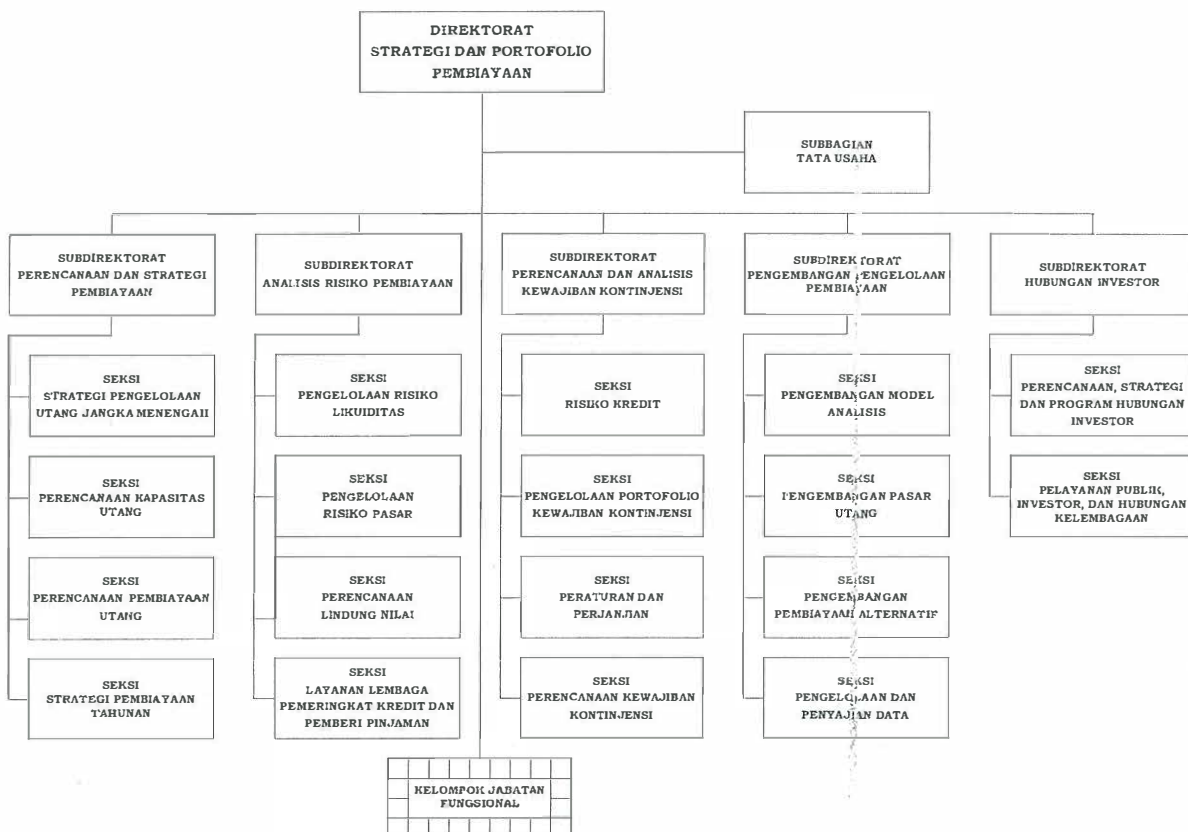 DIREKTORAT
STRATEGI DAN PORTOFOLIO
PEMBIAYAAN
SUBBAGIAN
TATA USAHA
SUBDIREKTORAT
PERENCANAAN DAN STRATEGI
PEMBIAYAAN
SEKSI
STRATEGI PENGELOLAAN
UTANG JANGKA MENENGAH
SEKSI
PERENCANAAN KAPASITAS
UTANG
SEKSI
PERENCANAAN PEMBIAYAAN
UTANG
SEKSI
STRATEGI PEMBIAYAAN
TAHUNAN
SUBDIREKTORAT
ANALISIS RISIKO PEMBIAYAAN
SEKSI
PENGELOLAAN RISIKO
LIKUIDITAS
SEKSI
PENGELOLAAN
RISIKO PASAR
SEKSI
PERENCANAAN
LINDUNG NILAI
SEKSI
LAYANAN LEMBAGA
PEMERINGKAT KREDIT DAN
PEMBERI PINJAMAN
SUBDIREKTORAT
PERENCANAAN DAN ANALISIS
KEWAJIBAN KONTINJENSI
SEKSI
RISIKO KREDIT
SEKSI
PENGELOLAAN PORTOFOLIO
KEWAJIBAN KONTINJENSI
SEKSI
PERATURAN DAN
PERJANJIAN
SEKSI
PERENCANAAN KEWAJIBAN
KONTINJENSI
SUBDIREKTORAT
PENGEMBANGAN PENGELOLAAN
PEMBIAYAAN
SEKSI
PENGEMBANGAN MODEL
ANALISIS
SEKSI
PENGEMBANGAN PASAR
UTANG
SEKSI
PENGEMBANGAN
PEMBIAYAAN ALTERNATIF
SEKSI
PENGELOLAAN DAN
PENYAJIAN DATA
SUBDIREKTORAT
HUBUNGAN INVESTOR
SEKSI
PERENCANAAN, STRATEGI
DAN PROGRAM HUBUNGAN
INVESTOR
SEKSI
PELAYANAN PUBLIK,
INVESTOR, DAN HUBUNGAN
KELEMBAGAAN
KELOMPOK JABATAN
FUNGSIONAL